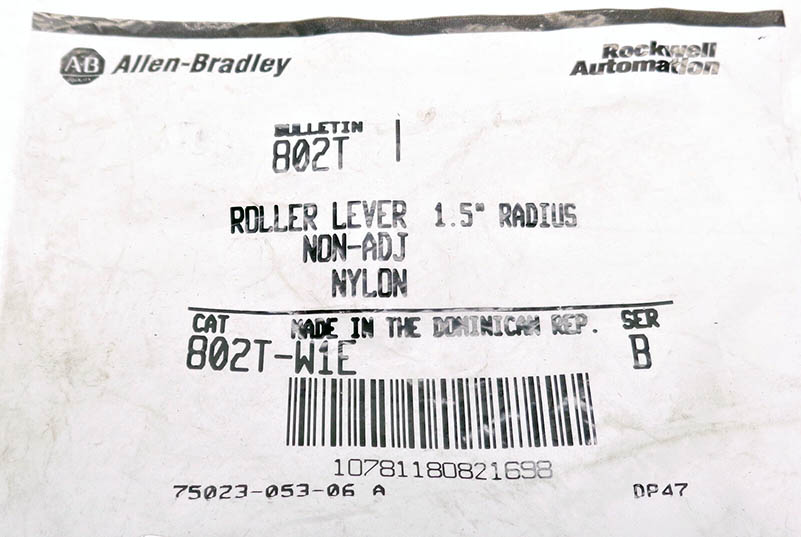 AB
Allen-Bradley
Rockwell
Automation
BULLETIN
802T
ROLLER LEVER 1.5" RADIUS
NON-ADJ
NYLON
CAT MADE IN THE DOMINICAN REP. SER
802T-W1E B
10781180821698
75023-053-06 A DP47